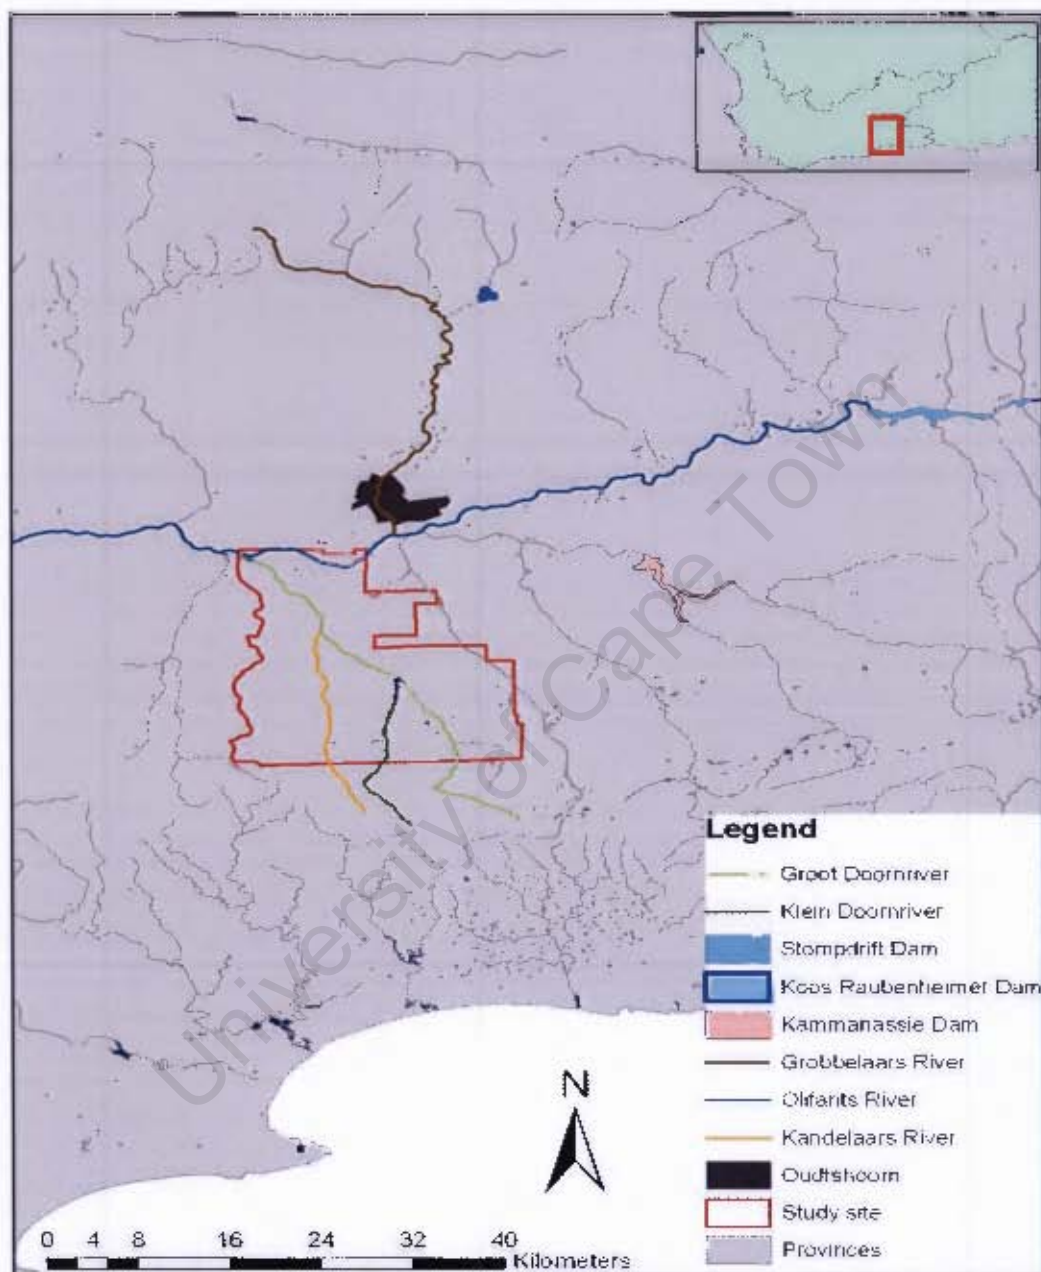 University of Cape Town
Legend
Groot Doornriver
Klein Doornriver
Stompdrift Dam
Koos Raubenheimer Dam
Kammanassie Dam
Grobbelaars River
Olifants River
Kandelaars River
Oudtshoorn
Study site
Provinces
N
0 4 8 16 24 32 40
Kilometers